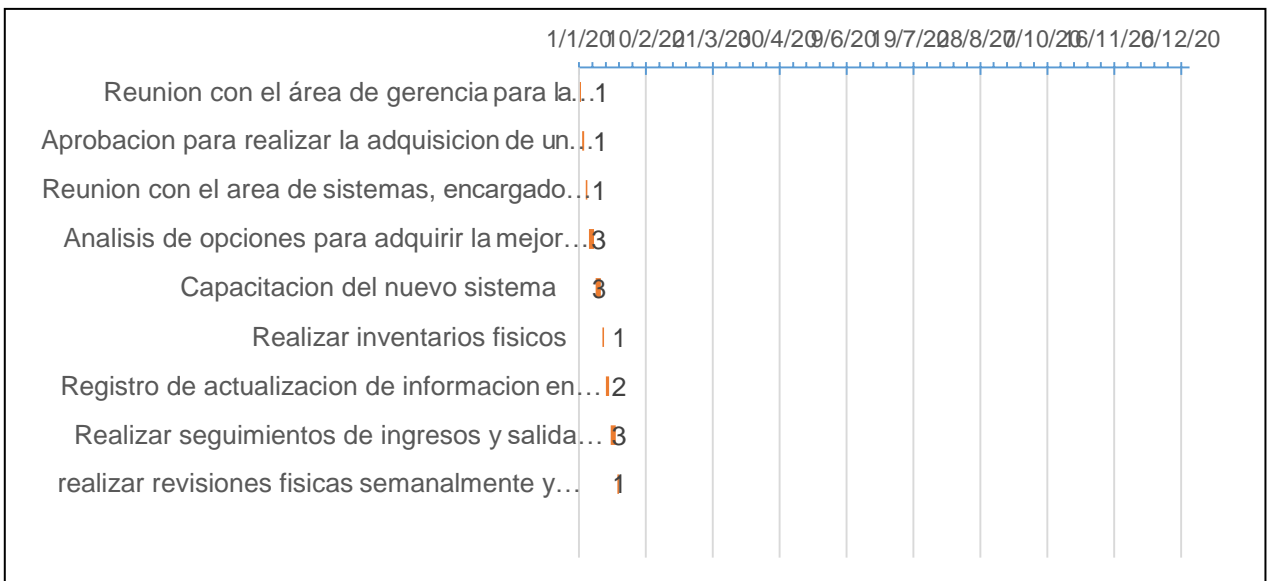 1/1/20 10/2/20 21/3/20 30/4/20 9/6/20 19/7/20 28/8/20 7/10/20 16/11/20 26/12/20
Reunion con el área de gerencia para la… 1
Aprobacion para realizar la adquisicion de un… 1
Reunion con el area de sistemas, encargado… 1
Analisis de opciones para adquirir la mejor… 3
Capacitacion del nuevo sistema 3
Realizar inventarios fisicos 1
Registro de actualizacion de informacion en… 2
Realizar seguimientos de ingresos y salida… 3
realizar revisiones fisicas semanalmente y… 1